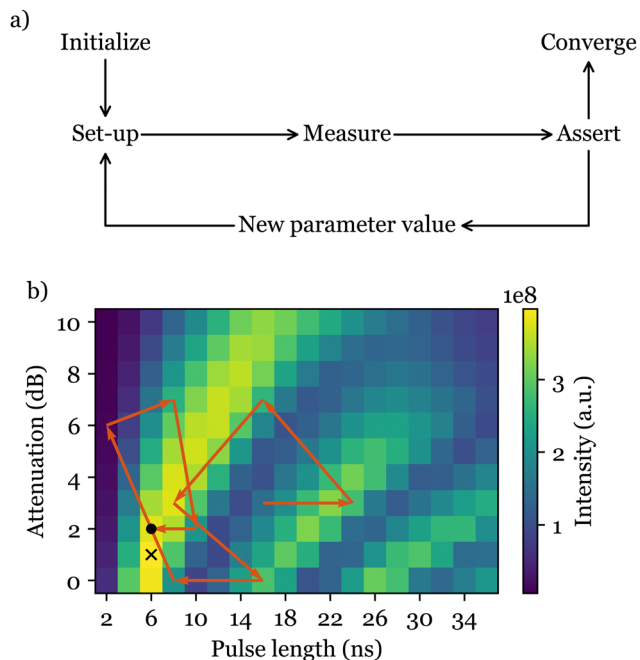 a)
Initialize
Converge
Set-up
Measure
Assert
New parameter value
b)
1e8
10
8
6
4
2
0
Attenuation (dB)
3
2
1
Intensity (a.u.)
2 6 10 14 18 22 26 30 34
Pulse length (ns)